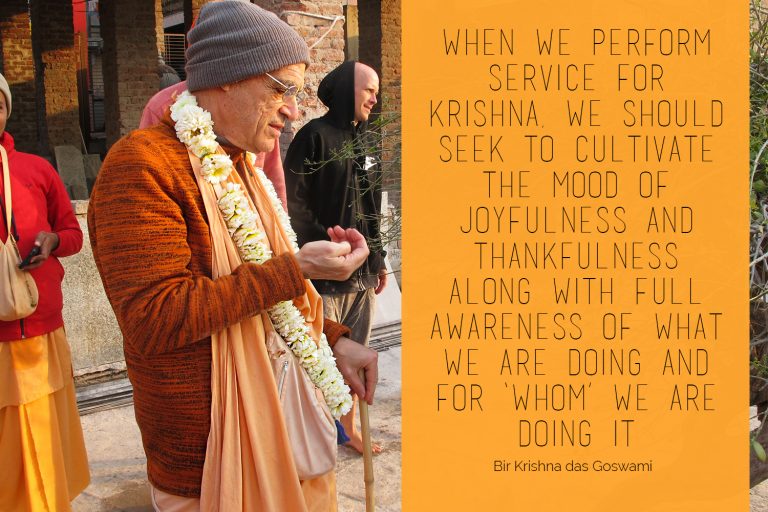 WHEN WE PERFORM
SERVICE FOR
KRISHNA, WE SHOULD
SEEK TO CULTIVATE
THE MOOD OF
JOYFULNESS AND
THANKFULNESS
ALONG WITH FULL
AWARENESS OF WHAT
WE ARE DOING AND
FOR 'WHOM' WE ARE
DOING IT
Bir Krishna das Goswami